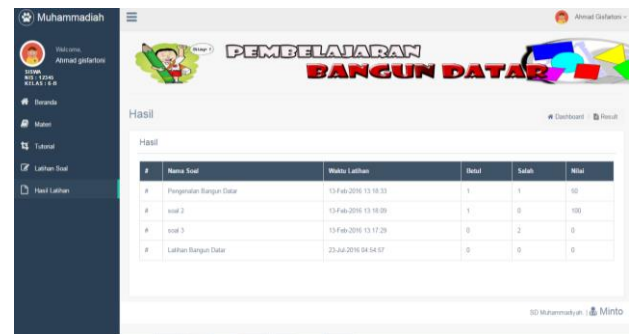 Muhammadiah
Ahmad Gisfartoni
Welcome,
Ahmad gisfartoni
SISWA
NIS : 12345
KELAS : 6-B
Beranda
Materi
Tutorial
Latihan Soal
Hasil Latihan
PEMBELAJARAN
BANGUN DATAR
Hasil
Dashboard / Result
Hasil
# Nama Soal Waktu Latihan Betul Salah Nilai
# Pengenalan Bangun Datar 13-Feb-2016 13:18:33 1 1 50
# soal 2 13-Feb-2016 13:18:09 1 0 100
# soal 3 13-Feb-2016 13:17:29 0 2 0
# Latihan Bangun Datar 23-Jul-2016 04:54:57 0 0 0
SD Muhammadiyah | Minto